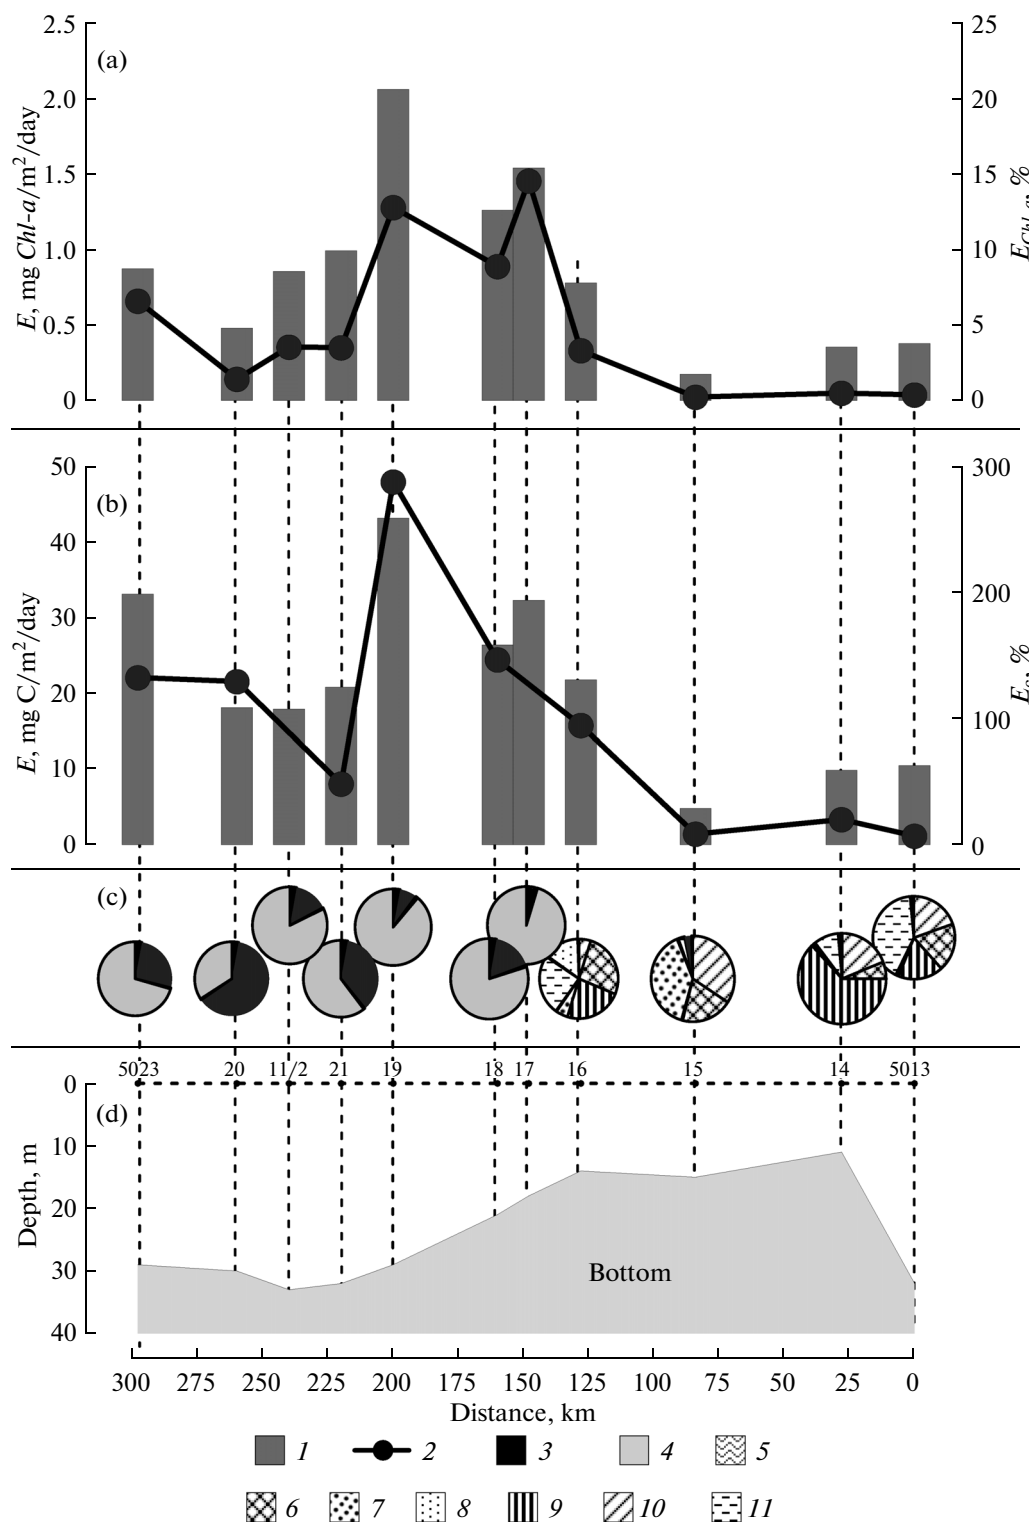 2.5 25
(a)
2.0 20
1.5 15
1.0 10
0.5 5
0 0
E, mg Chl-a/m²/day
E Chl-a, %
50 300
(b)
40
30 200
20
100
10
0 0
E, mg C/m²/day
E C, %
(c)
5023 20 11/2 21 19 18 17 16 15 14 5013
0
(d)
10
20
30
40
Depth, m
Bottom
300 275 250 225 200 175 150 125 100 75 50 25 0
Distance, km
1 2 3 4 5
6 7 8 9 10 11